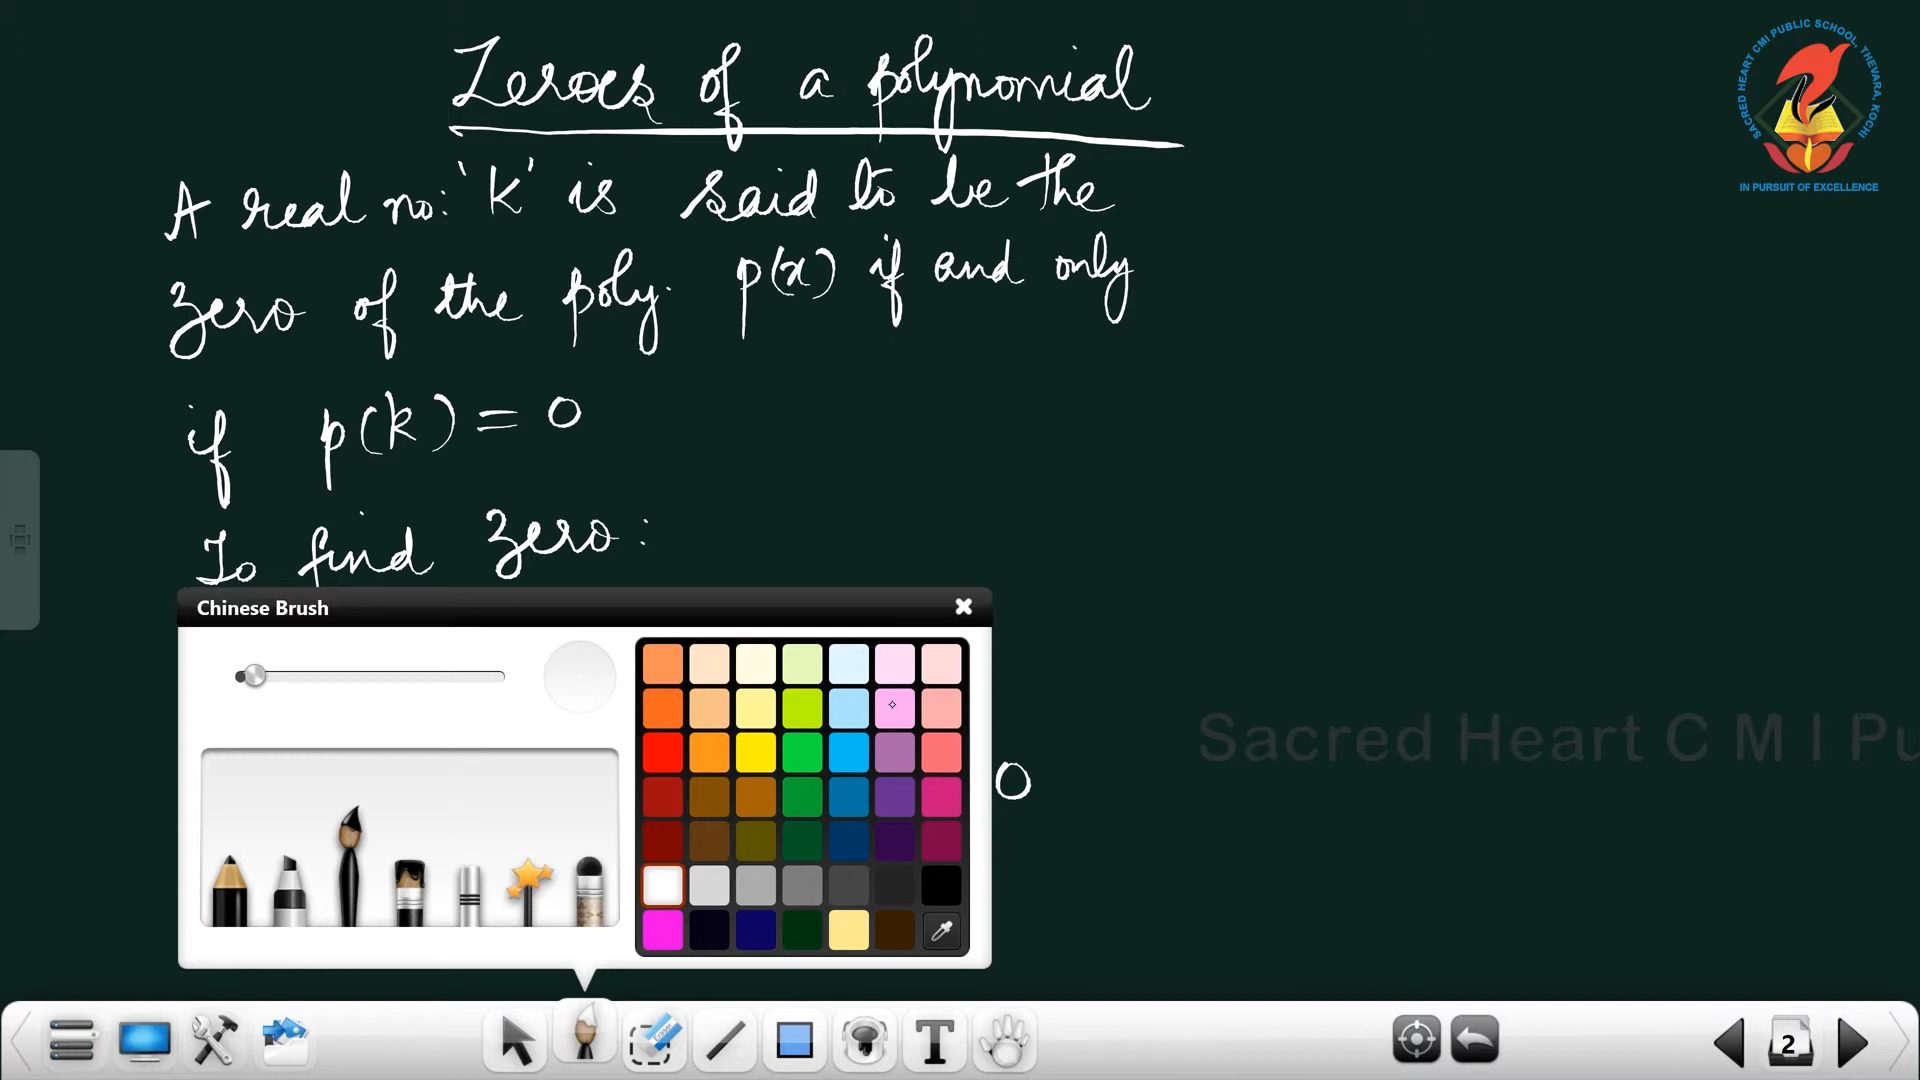 Zeroes of a polynomial
A real no: 'k' is said to be the
zero of the poly. p(x) if and only
if p(k) = 0
To find zero:
Chinese Brush
0
Sacred Heart C M I Pu
SACRED HEART CMI PUBLIC SCHOOL, THEVARA, KOCHI
IN PURSUIT OF EXCELLENCE
Eraser
T
2